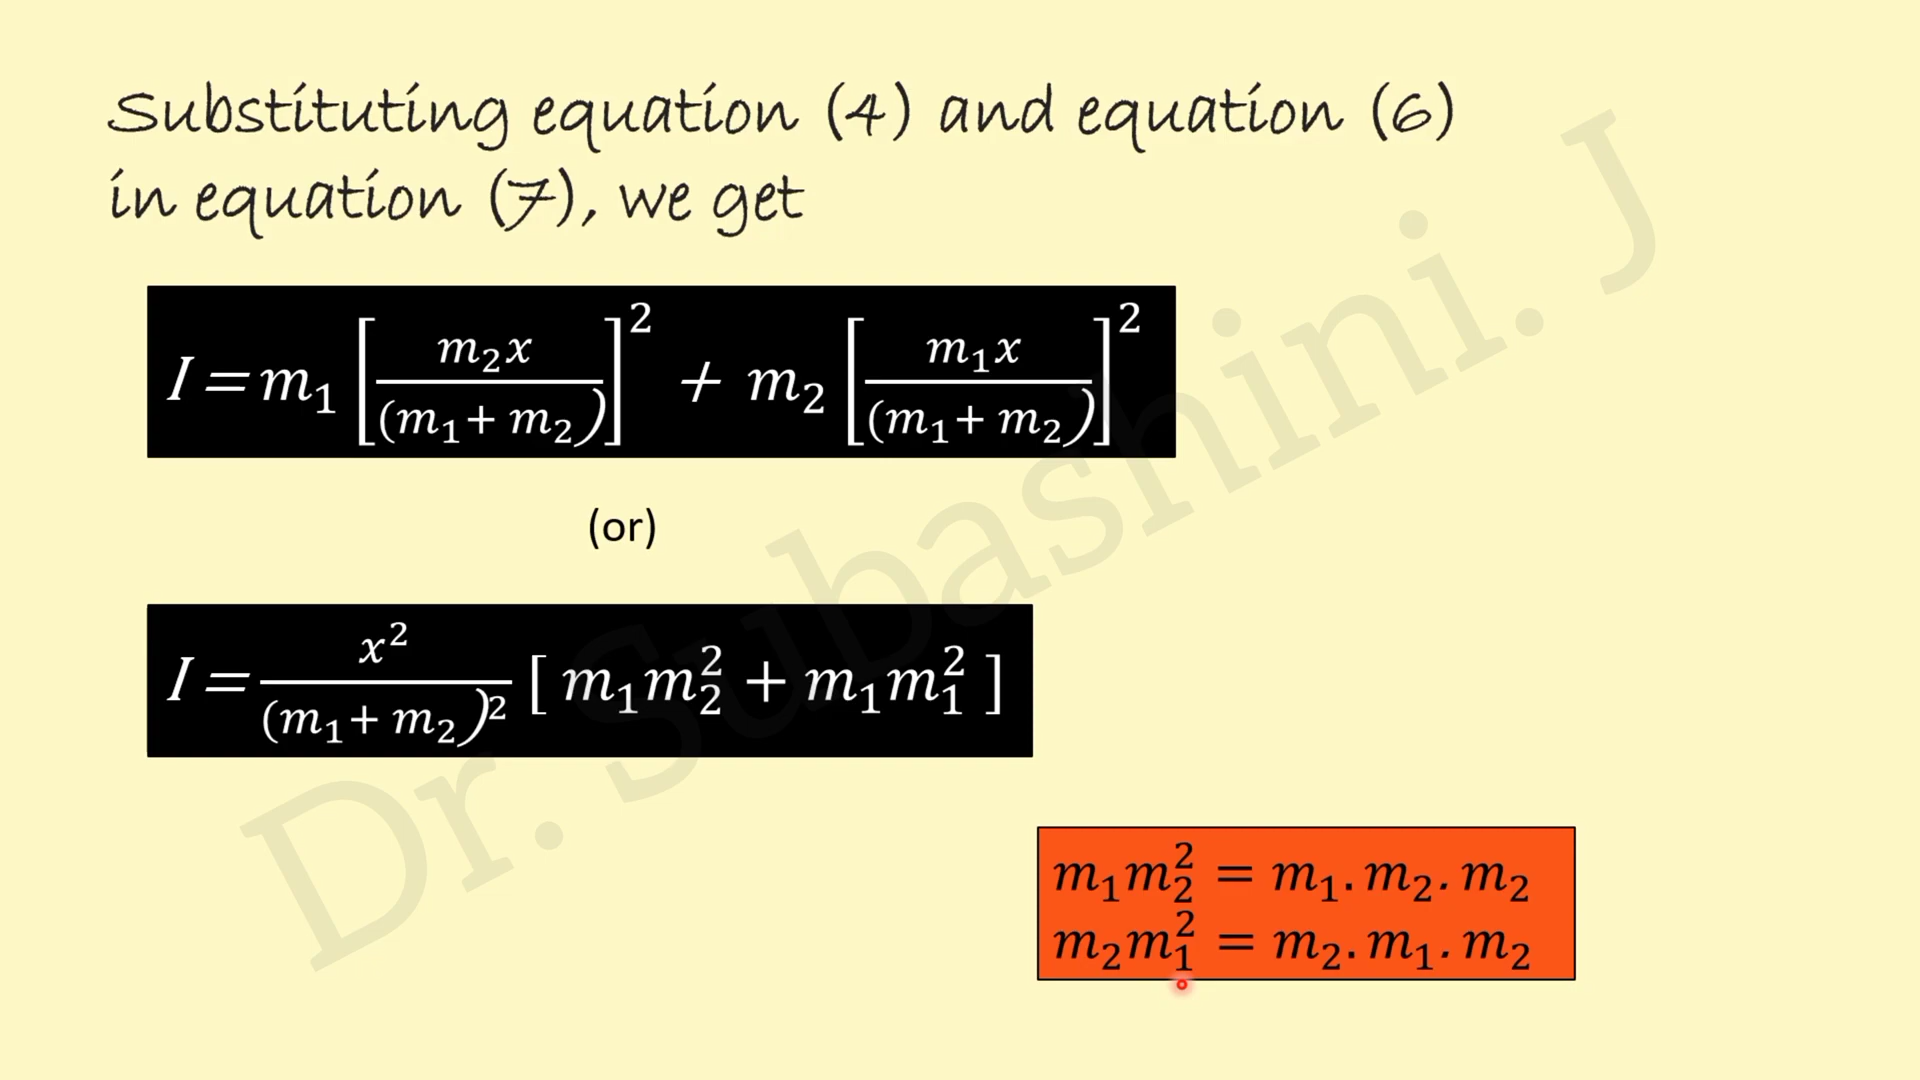 Substituting equation (4) and equation (6)
in equation (7), we get
I = m₁ [m₂x / (m₁ + m₂)]² + m₂ [m₁x / (m₁ + m₂)]²
(or)
I = x² / (m₁ + m₂)² [ m₁m₂² + m₁m₁² ]
m₁m₂² = m₁. m₂. m₂
m₂m₁² = m₂. m₁. m₂
Dr. Subashini. J